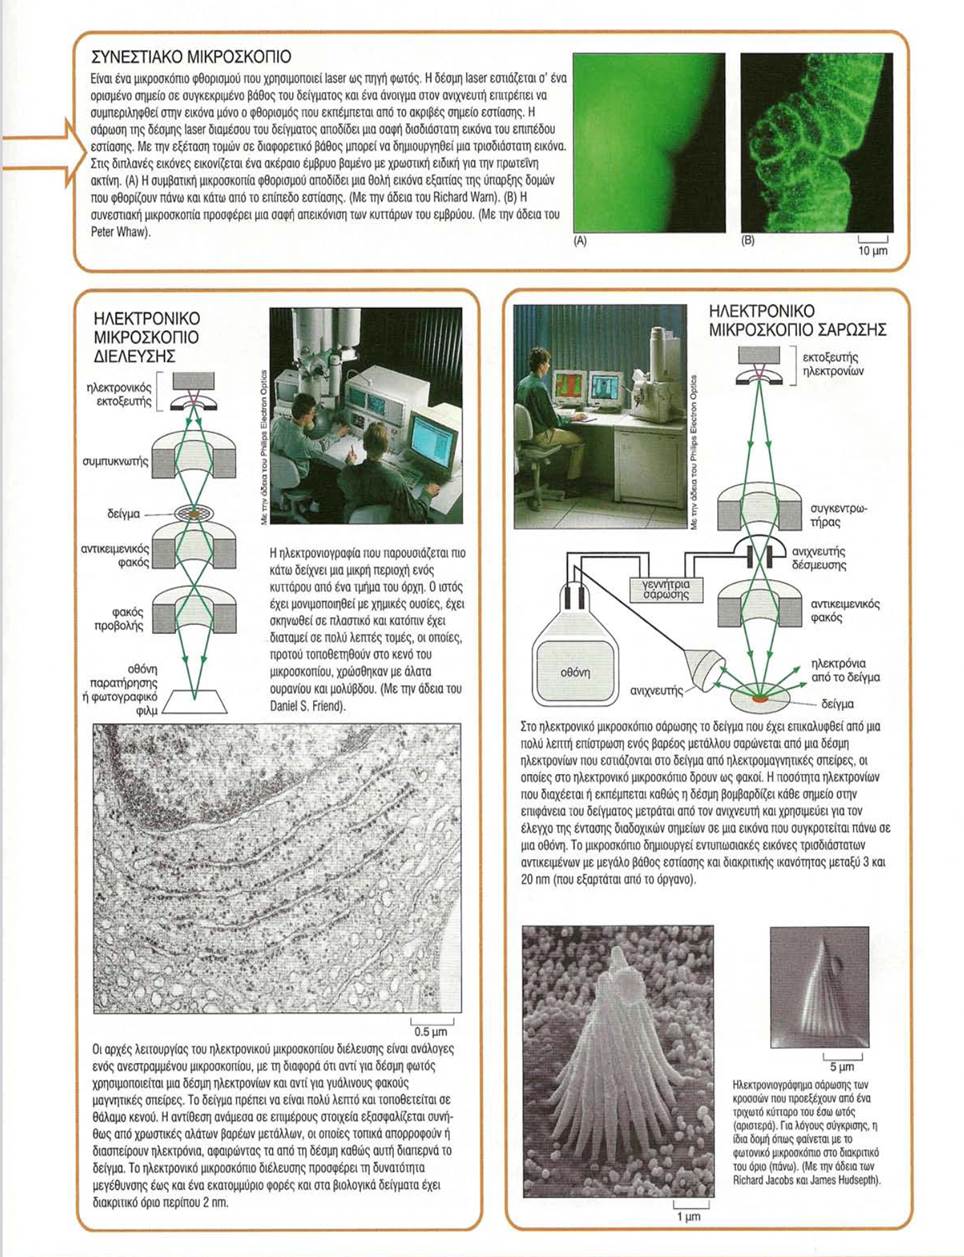 ΣΥΝΕΣΤΙΑΚΟ ΜΙΚΡΟΣΚΟΠΙΟ
Είναι ένα μικροσκόπιο φθορισμού που χρησιμοποιεί laser ως πηγή φωτός. Η δέσμη laser εστιάζεται σ' ένα
ορισμένο σημείο σε συγκεκριμένο βάθος του δείγματος και ένα άνοιγμα στον ανιχνευτή επιτρέπει να
συμπεριληφθεί στην εικόνα μόνο ο φθορισμός που εκπέμπεται από το ακριβές σημείο εστίασης. Η
σάρωση της δέσμης laser διαμέσου του δείγματος αποδίδει μια σαφή δισδιάστατη εικόνα του επιπέδου
εστίασης. Με την εξέταση τομών σε διαφορετικό βάθος μπορεί να δημιουργηθεί μια τρισδιάστατη εικόνα.
Στις διπλανές εικόνες εικονίζεται ένα ακέραιο έμβρυο βαμένο με χρωστική ειδική για την πρωτεΐνη
ακτίνη. (Α) Η συμβατική μικροσκοπία φθορισμού αποδίδει μια θολή εικόνα εξαιτίας της ύπαρξης δομών
που φθορίζουν πάνω και κάτω από το επίπεδο εστίασης. (Με την άδεια του Richard Warn). (Β) Η
συνεστιακή μικροσκοπία προσφέρει μια σαφή απεικόνιση των κυττάρων του εμβρύου. (Με την άδεια του
Peter Whaw).
(A)
(B)
10 μm
ΗΛΕΚΤΡΟΝΙΚΟ
ΜΙΚΡΟΣΚΟΠΙΟ
ΔΙΕΛΕΥΣΗΣ
ηλεκτρονικός
εκτοξευτής
συμπυκνωτής
δείγμα
αντικειμενικός
φακός
φακός
προβολής
οθόνη
παρατήρησης
ή φωτογραφικό
φιλμ
Με την άδεια του Philips Electron Optics
Η ηλεκτρονιογραφία που παρουσιάζεται πιο
κάτω δείχνει μια μικρή περιοχή ενός
κυττάρου από ένα τμήμα του όρχη. Ο ιστός
έχει μονιμοποιηθεί με χημικές ουσίες, έχει
σκηνωθεί σε πλαστικό και κατόπιν έχει
διαταμεί σε πολύ λεπτές τομές, οι οποίες,
προτού τοποθετηθούν στο κενό του
μικροσκοπίου, χρώσθηκαν με άλατα
ουρανίου και μολύβδου. (Με την άδεια του
Daniel S. Friend).
0.5 μm
Οι αρχές λειτουργίας του ηλεκτρονικού μικροσκοπίου διέλευσης είναι ανάλογες
ενός ανεστραμμένου μικροσκοπίου, με τη διαφορά ότι αντί για δέσμη φωτός
χρησιμοποιείται μια δέσμη ηλεκτρονίων και αντί για γυάλινους φακούς
μαγνητικές σπείρες. Το δείγμα πρέπει να είναι πολύ λεπτό και τοποθετείται σε
θάλαμο κενού. Η αντίθεση ανάμεσα σε επιμέρους στοιχεία εξασφαλίζεται συνή-
θως από χρωστικές αλάτων βαρέων μετάλλων, οι οποίες τοπικά απορροφούν ή
διασπείρουν ηλεκτρόνια, αφαιρώντας τα από τη δέσμη καθώς αυτή διαπερνά το
δείγμα. Το ηλεκτρονικό μικροσκόπιο διέλευσης προσφέρει τη δυνατότητα
μεγέθυνσης έως και ένα εκατομμύριο φορές και στα βιολογικά δείγματα έχει
διακριτικό όριο περίπου 2 nm.
ΗΛΕΚΤΡΟΝΙΚΟ
ΜΙΚΡΟΣΚΟΠΙΟ ΣΑΡΩΣΗΣ
Με την άδεια του Philips Electron Optics
εκτοξευτής
ηλεκτρονίων
συγκεντρω-
τήρας
ανιχνευτής
δέσμευσης
γεννήτρια
σάρωσης
αντικειμενικός
φακός
οθόνη
ανιχνευτής
ηλεκτρόνια
από το δείγμα
δείγμα
Στο ηλεκτρονικό μικροσκόπιο σάρωσης το δείγμα που έχει επικαλυφθεί από μια
πολύ λεπτή επίστρωση ενός βαρέος μετάλλου σαρώνεται από μια δέσμη
ηλεκτρονίων που εστιάζονται στο δείγμα από ηλεκτρομαγνητικές σπείρες, οι
οποίες στο ηλεκτρονικό μικροσκόπιο δρουν ως φακοί. Η ποσότητα ηλεκτρονίων
που διαχέεται ή εκπέμπεται καθώς η δέσμη βομβαρδίζει κάθε σημείο στην
επιφάνεια του δείγματος μετράται από τον ανιχνευτή και χρησιμεύει για τον
έλεγχο της έντασης διαδοχικών σημείων σε μια εικόνα που συγκροτείται πάνω σε
μια οθόνη. Το μικροσκόπιο δημιουργεί εντυπωσιακές εικόνες τρισδιάστατων
αντικειμένων με μεγάλο βάθος εστίασης και διακριτικής ικανότητας μεταξύ 3 και
20 nm (που εξαρτάται από το όργανο).
1 μm
5 μm
Ηλεκτρονιογράφημα σάρωσης των
κροσσών που προεξέχουν από ένα
τριχωτό κύτταρο του έσω ωτός
(αριστερά). Για λόγους σύγκρισης, η
ίδια δομή όπως φαίνεται με το
φωτονικό μικροσκόπιο στο διακριτικό
του όριο (πάνω). (Με την άδεια των
Richard Jacobs και James Hudsepth).